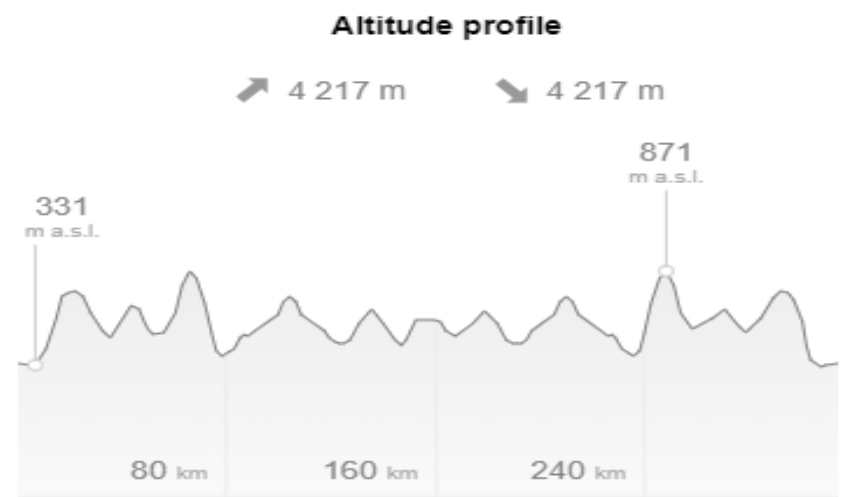 Altitude profile
4 217 m 4 217 m
871
m a.s.l.
331
m a.s.l.
80 km 160 km 240 km